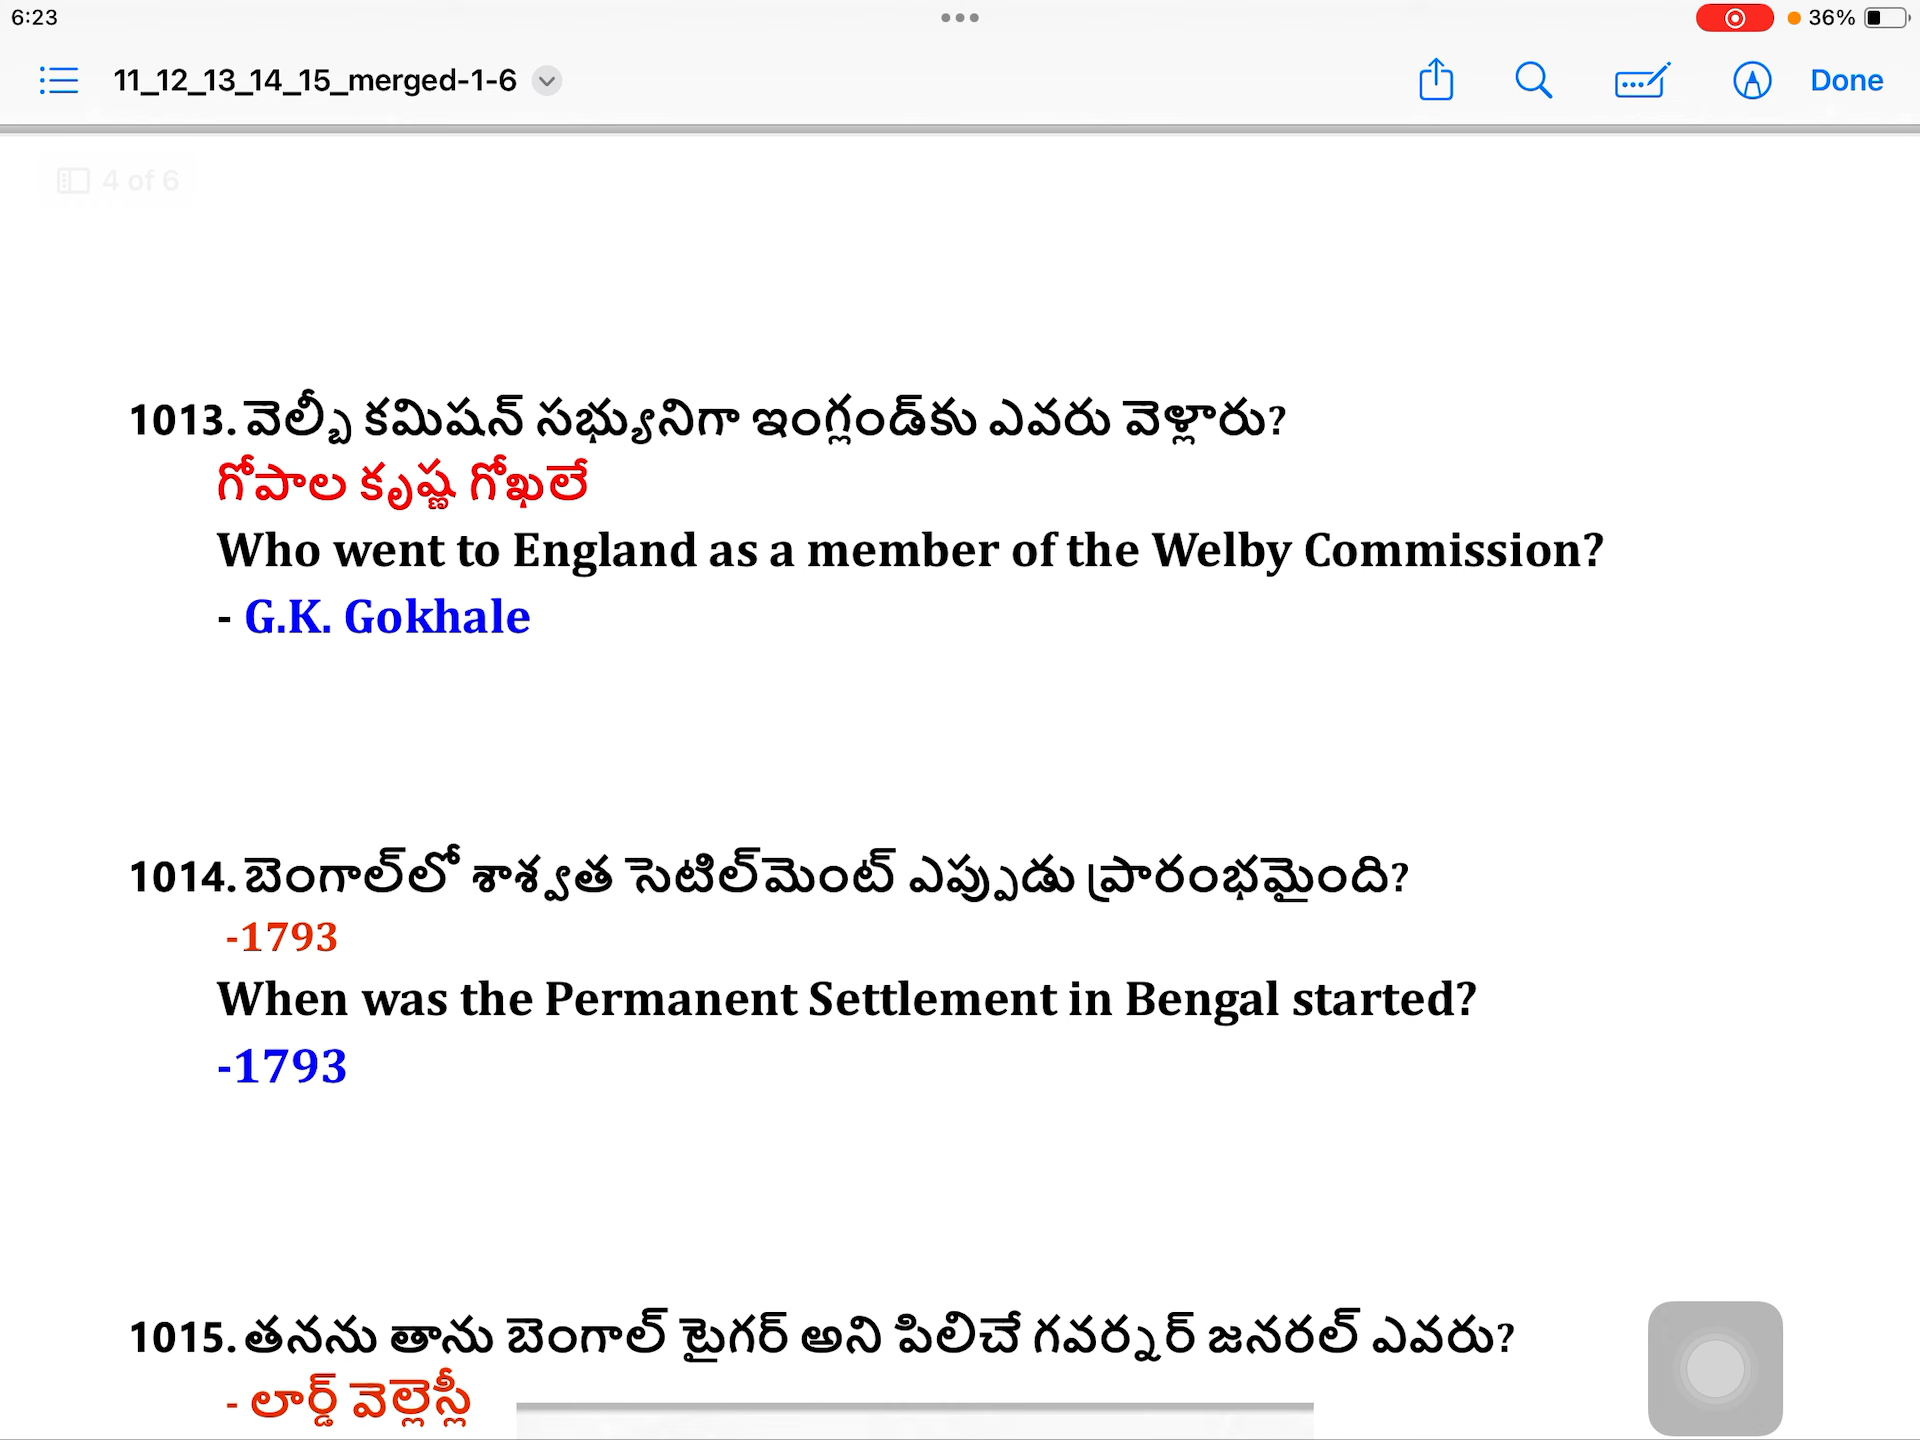 6:23
36%
11_12_13_14_15_merged-1-6
Done
4 of 6
1013. వెల్బీ కమిషన్ సభ్యునిగా ఇంగ్లండ్‌కు ఎవరు వెళ్లారు?
గోపాల కృష్ణ గోఖలే
Who went to England as a member of the Welby Commission?
- G.K. Gokhale
1014. బెంగాల్‌లో శాశ్వత సెటిల్‌మెంట్ ఎప్పుడు ప్రారంభమైంది?
-1793
When was the Permanent Settlement in Bengal started?
-1793
1015. తనను తాను బెంగాల్ టైగర్ అని పిలిచే గవర్నర్ జనరల్ ఎవరు?
- లార్డ్ వెల్లెస్లీ